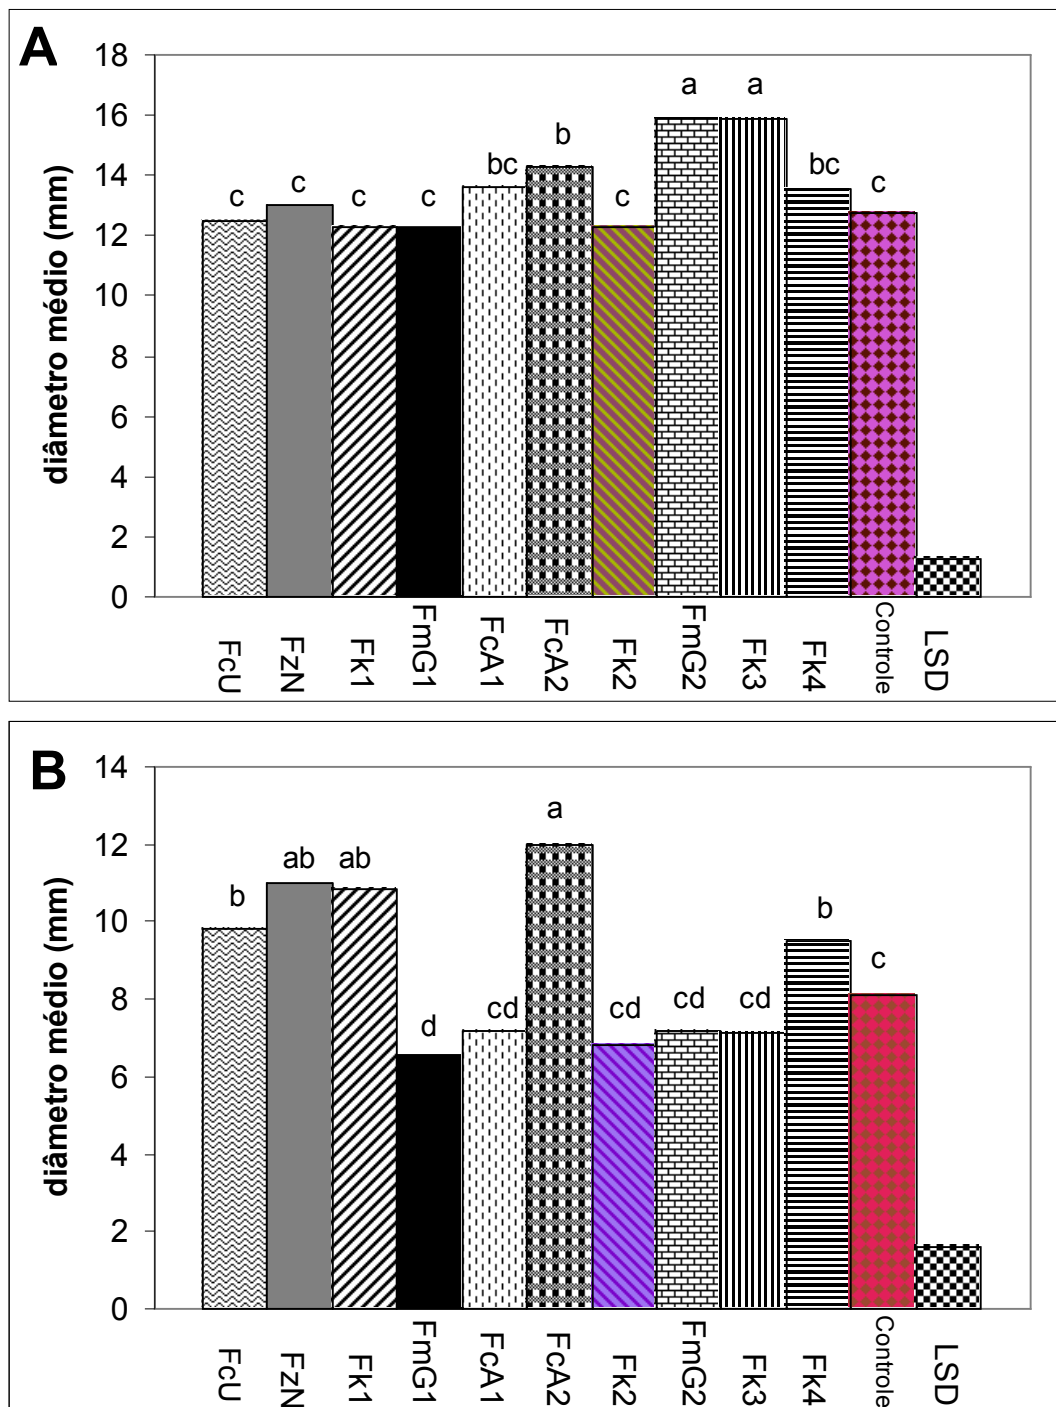 A
diâmetro médio (mm)
18
16
14
12
10
8
6
4
2
0
c
c
c
c
bc
b
c
a
a
bc
c
FcU
FzN
Fk1
FmG1
FcA1
FcA2
Fk2
FmG2
Fk3
Fk4
Controle
LSD
B
diâmetro médio (mm)
14
12
10
8
6
4
2
0
b
ab
ab
d
cd
a
cd
cd
cd
b
c
FcU
FzN
Fk1
FmG1
FcA1
FcA2
Fk2
FmG2
Fk3
Fk4
Controle
LSD